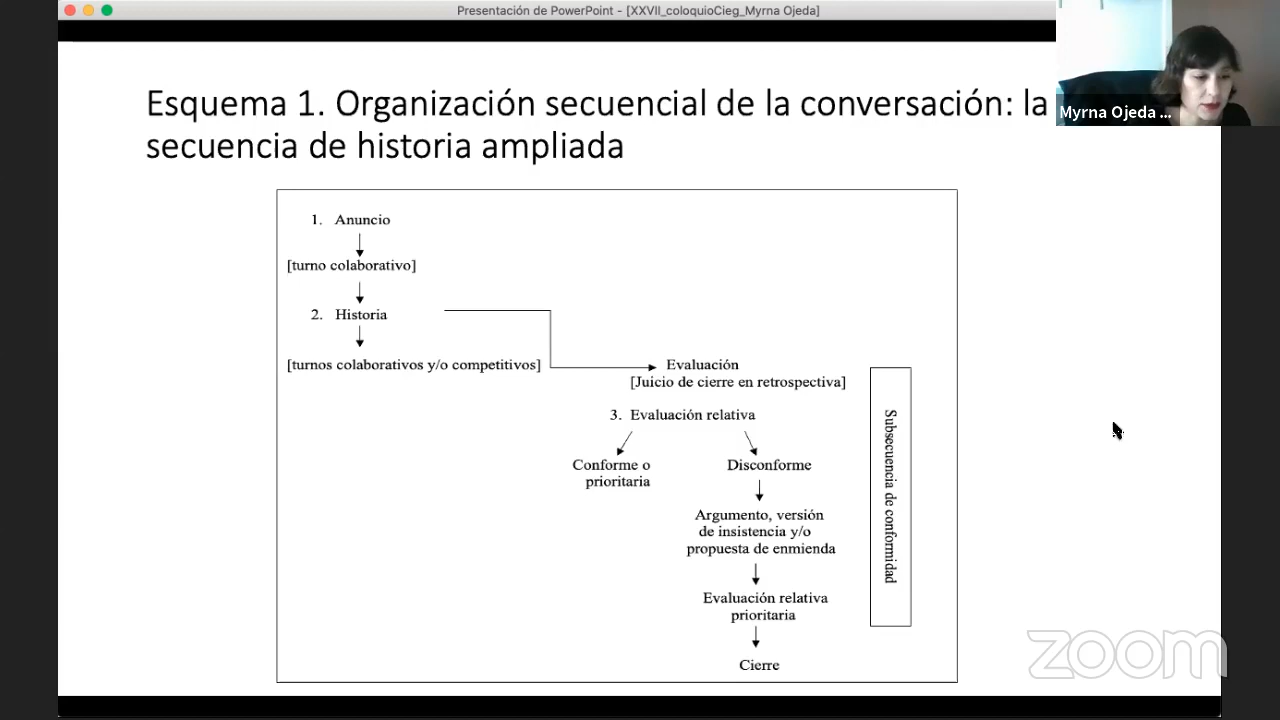 Presentación de PowerPoint - [XXVII_coloquioCieg_Myrna Ojeda]
Esquema 1. Organización secuencial de la conversación: la
secuencia de historia ampliada
Myrna Ojeda ...
1. Anuncio
[turno colaborativo]
2. Historia
[turnos colaborativos y/o competitivos]
Evaluación
[Juicio de cierre en retrospectiva]
3. Evaluación relativa
Conforme o
prioritaria
Disconforme
Argumento, versión
de insistencia y/o
propuesta de enmienda
Evaluación relativa
prioritaria
Cierre
Subsecuencia de conformidad
zoom